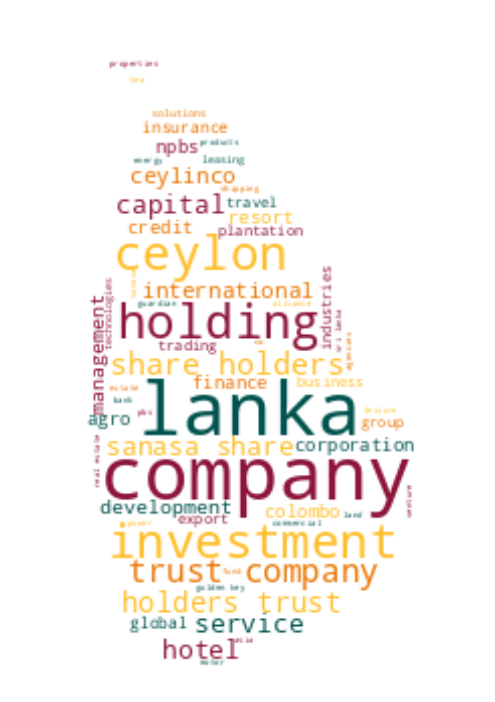 properties
tea
solutions
insurance
npbs products
energy leasing
ceylinco
shipping
capital travel
resort
credit plantation
ceylon
international
guardian alliance
holding
industries
sri lanka
management
technologies
trading
share holders
agencies
finance business
estate
bank
lanka
pbs
leisure
agro group
sanasa share corporation
real estate
company
venture
development colombo land
export commercial
power
investment
trust company
fund
golden key
holders trust
global service
hotel asia
motor